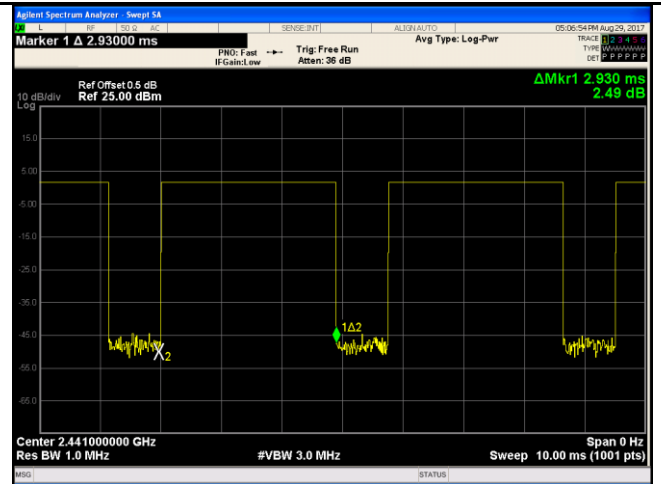 Agilent Spectrum Analyzer - Swept SA
L RF 50 Ω AC SENSE:INT ALIGN AUTO 05:06:54 PM Aug 29, 2017
Marker 1 Δ 2.93000 ms
PNO: Fast Trig: Free Run Avg Type: Log-Pwr TRACE 1 2 3 4 5 6
IFGain:Low Atten: 36 dB TYPE WWWWWW
DET P P P P P P
ΔMkr1 2.930 ms
2.49 dB
Ref Offset 0.5 dB
10 dB/div Ref 25.00 dBm
Log
15.0
5.00
-5.00
-15.0
-25.0
-35.0
-45.0
1Δ2
2
-55.0
-65.0
Center 2.441000000 GHz Span 0 Hz
Res BW 1.0 MHz #VBW 3.0 MHz Sweep 10.00 ms (1001 pts)
MSG STATUS